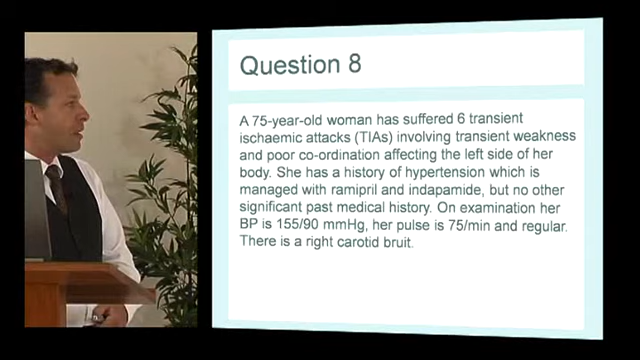 Question 8
A 75-year-old woman has suffered 6 transient
ischaemic attacks (TIAs) involving transient weakness
and poor co-ordination affecting the left side of her
body. She has a history of hypertension which is
managed with ramipril and indapamide, but no other
significant past medical history. On examination her
BP is 155/90 mmHg, her pulse is 75/min and regular.
There is a right carotid bruit.